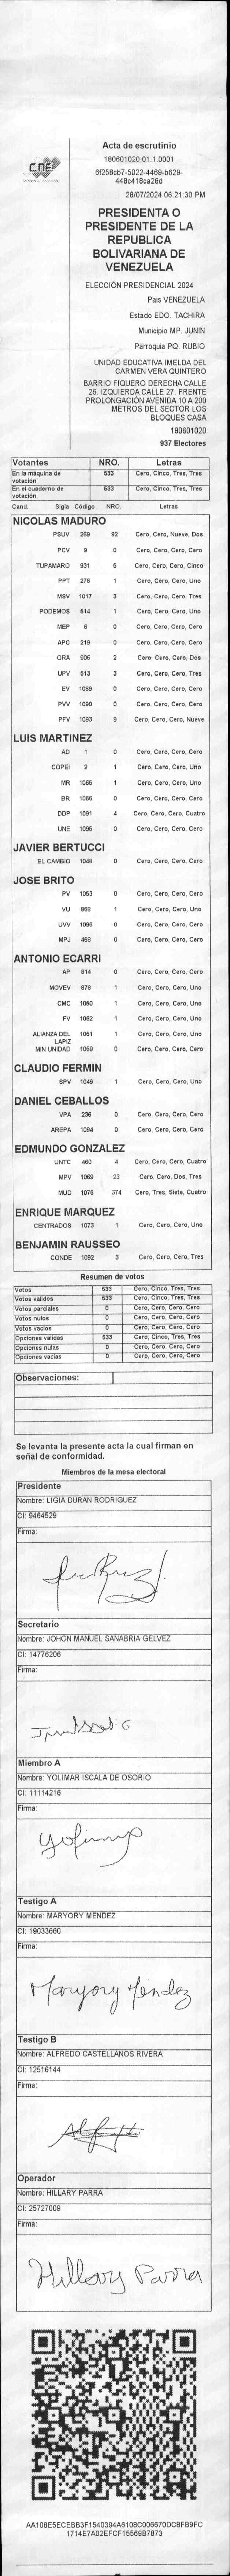 CNE
Acta de escrutinio
180601020.01.1.0001
6f258cb7-5022-4469-b629-
448c418ca26d
28/07/2024 06:21:30 PM
PRESIDENTA O
PRESIDENTE DE LA
REPUBLICA
BOLIVARIANA DE
VENEZUELA
ELECCIÓN PRESIDENCIAL 2024
Pais VENEZUELA
Estado EDO. TACHIRA
Municipio MP. JUNIN
Parroquia PQ. RUBIO
UNIDAD EDUCATIVA IMELDA DEL
CARMEN VERA QUINTERO
BARRIO FIQUERO DERECHA CALLE
26. IZQUIERDA CALLE 27. FRENTE
PROLONGACIÓN AVENIDA 10 A 200
METROS DEL SECTOR LOS
BLOQUES CASA
180601020
937 Electores
Votantes NRO. Letras
En la máquina de votación 533 Cero, Cinco, Tres, Tres
En el cuaderno de votación 533 Cero, Cinco, Tres, Tres
Cand. Sigla Código NRO. Letras
NICOLAS MADURO
PSUV 269 92 Cero, Cero, Nueve, Dos
PCV 9 0 Cero, Cero, Cero, Cero
TUPAMARO 931 5 Cero, Cero, Cero, Cinco
PPT 276 1 Cero, Cero, Cero, Uno
MSV 1017 3 Cero, Cero, Cero, Tres
PODEMOS 514 1 Cero, Cero, Cero, Uno
MEP 6 0 Cero, Cero, Cero, Cero
APC 219 0 Cero, Cero, Cero, Cero
ORA 906 2 Cero, Cero, Cero, Dos
UPV 513 3 Cero, Cero, Cero, Tres
EV 1089 0 Cero, Cero, Cero, Cero
PVV 1090 0 Cero, Cero, Cero, Cero
PFV 1093 9 Cero, Cero, Cero, Nueve
LUIS MARTINEZ
AD 1 0 Cero, Cero, Cero, Cero
COPEI 2 1 Cero, Cero, Cero, Uno
MR 1065 1 Cero, Cero, Cero, Uno
BR 1066 0 Cero, Cero, Cero, Cero
DDP 1091 4 Cero, Cero, Cero, Cuatro
UNE 1095 0 Cero, Cero, Cero, Cero
JAVIER BERTUCCI
EL CAMBIO 1048 0 Cero, Cero, Cero, Cero
JOSE BRITO
PV 1053 0 Cero, Cero, Cero, Cero
VU 969 1 Cero, Cero, Cero, Uno
UVV 1096 0 Cero, Cero, Cero, Cero
MPJ 458 0 Cero, Cero, Cero, Cero
ANTONIO ECARRI
AP 914 0 Cero, Cero, Cero, Cero
MOVEV 978 1 Cero, Cero, Cero, Uno
CMC 1050 1 Cero, Cero, Cero, Uno
FV 1062 1 Cero, Cero, Cero, Uno
ALIANZA DEL LAPIZ 1051 1 Cero, Cero, Cero, Uno
MIN UNIDAD 1058 0 Cero, Cero, Cero, Cero
CLAUDIO FERMIN
SPV 1049 1 Cero, Cero, Cero, Uno
DANIEL CEBALLOS
VPA 236 0 Cero, Cero, Cero, Cero
AREPA 1094 0 Cero, Cero, Cero, Cero
EDMUNDO GONZALEZ
UNTC 460 4 Cero, Cero, Cero, Cuatro
MPV 1069 23 Cero, Cero, Dos, Tres
MUD 1075 374 Cero, Tres, Siete, Cuatro
ENRIQUE MARQUEZ
CENTRADOS 1073 1 Cero, Cero, Cero, Uno
BENJAMIN RAUSSEO
CONDE 1092 3 Cero, Cero, Cero, Tres
Resumen de votos
Votos 533 Cero, Cinco, Tres, Tres
Votos validos 533 Cero, Cinco, Tres, Tres
Votos parciales 0 Cero, Cero, Cero, Cero
Votos nulos 0 Cero, Cero, Cero, Cero
Votos vacios 0 Cero, Cero, Cero, Cero
Opciones validas 533 Cero, Cinco, Tres, Tres
Opciones nulas 0 Cero, Cero, Cero, Cero
Opciones vacias 0 Cero, Cero, Cero, Cero
Observaciones:
Se levanta la presente acta la cual firman en
señal de conformidad.
Miembros de la mesa electoral
Presidente
Nombre: LIGIA DURAN RODRIGUEZ
CI: 9464529
Firma:
Secretario
Nombre: JOHON MANUEL SANABRIA GELVEZ
CI: 14776206
Firma:
Miembro A
Nombre: YOLIMAR ISCALA DE OSORIO
CI: 11114216
Firma:
Testigo A
Nombre: MARYORY MENDEZ
CI: 19033660
Firma:
Maryory Mendez
Testigo B
Nombre: ALFREDO CASTELLANOS RIVERA
CI: 12516144
Firma:
Operador
Nombre: HILLARY PARRA
CI: 25727009
Firma:
Hillary Parra
AA108E5ECEBB3F1540394A610BC006670DC8FB9FC
1714E7A02EFCF15569B7873